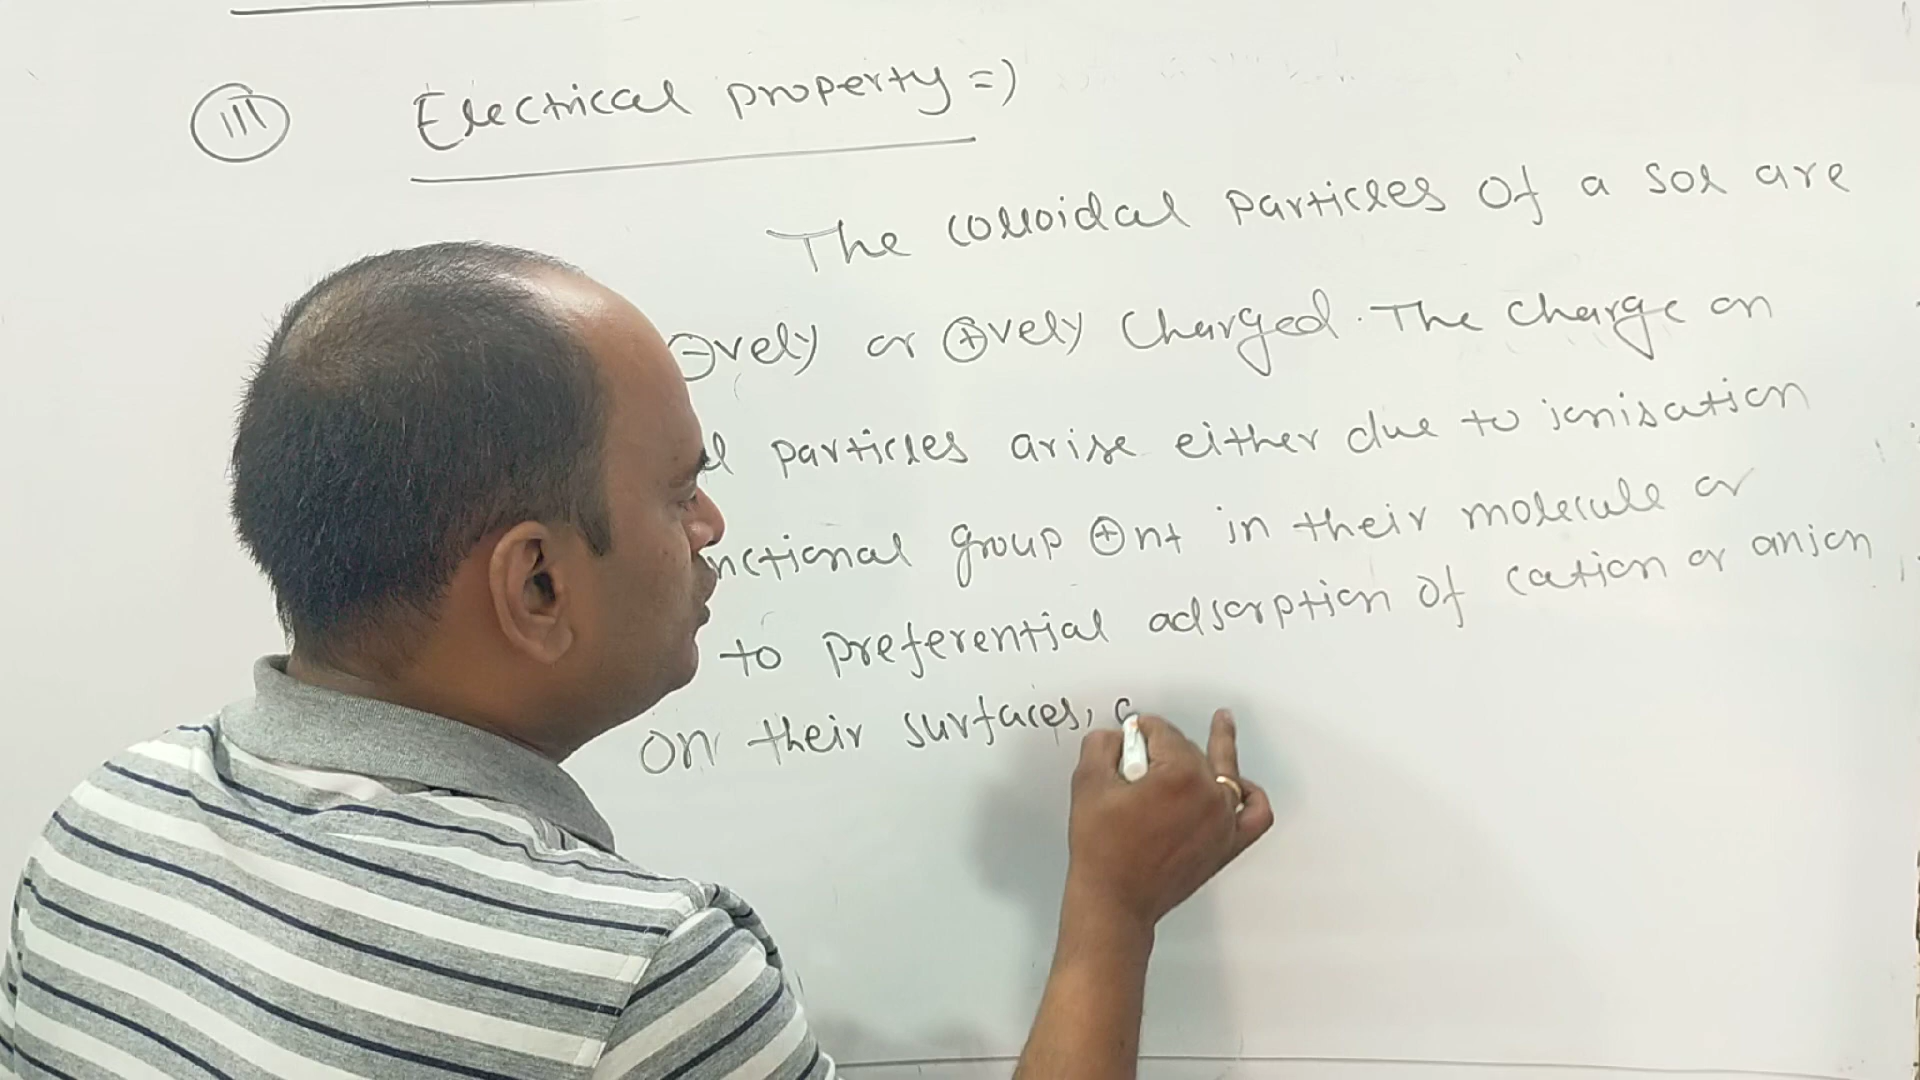 III Electrical property =)
The colloidal particles of a sol are
⊖vely or ⊕vely charged. The charge on
particles arise either due to ionisation
group ⊕nt in their molecule or
to preferential adsorption of cation or anion
on their surfaces,